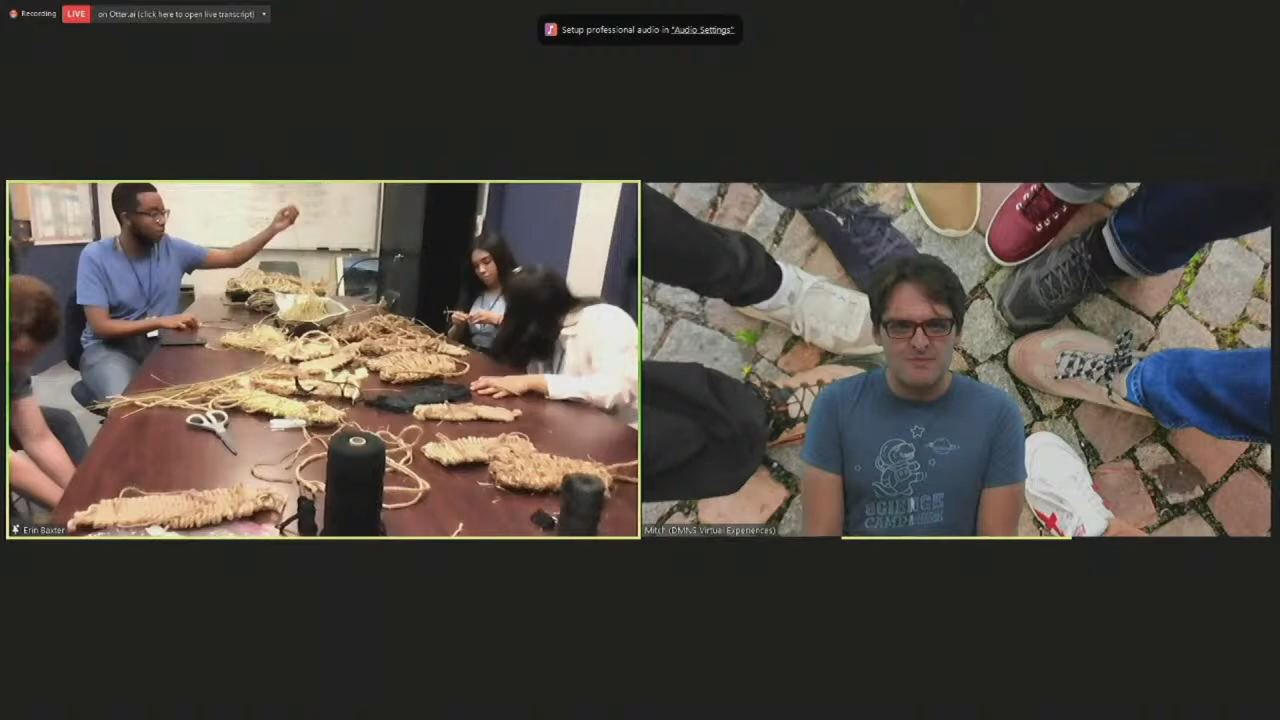 Recording
LIVE
on Otter.ai (click here to open live transcript)
Setup professional audio in "Audio Settings"
Erin Baxter
Mitch (DMNS Virtual Experiences)
SCIENCE